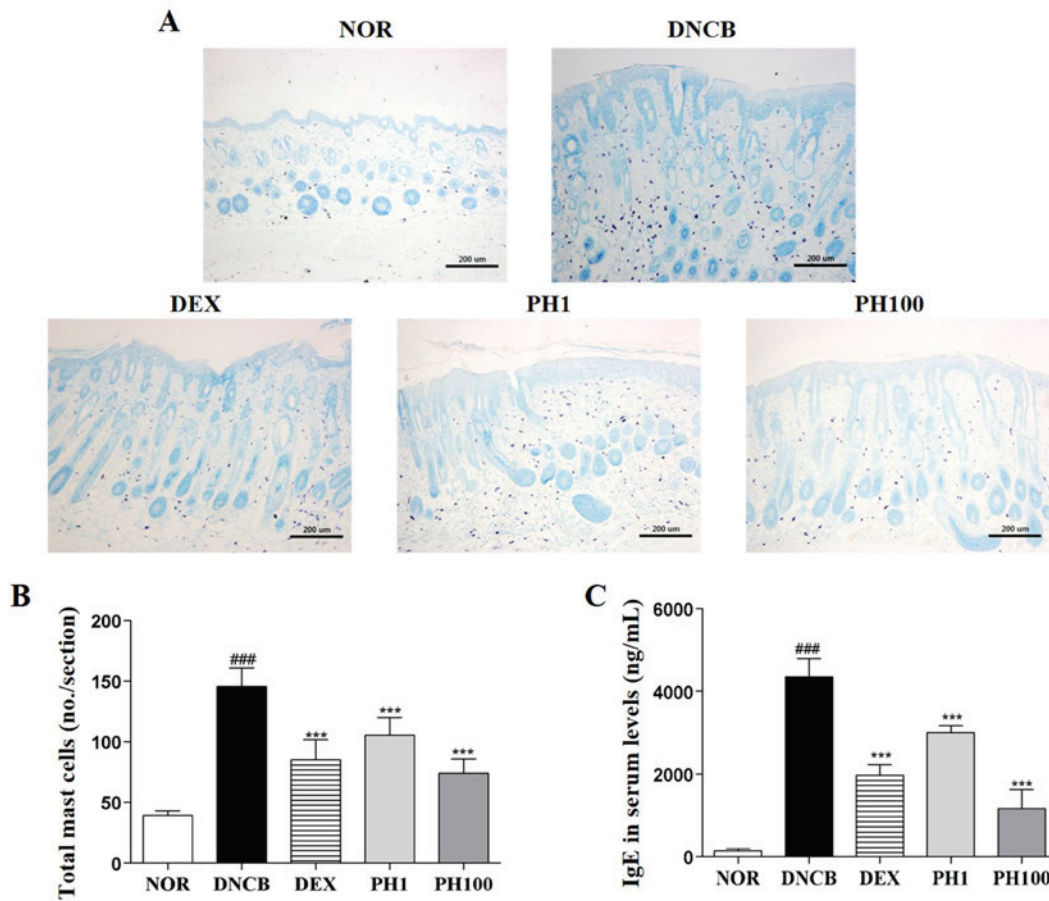 A
NOR
DNCB
200 um
200 um
DEX
PH1
PH100
200 um
200 um
200 um
B
Total mast cells (no./section)
200
150
100
50
0
###
***
***
***
NOR
DNCB
DEX
PH1
PH100
C
IgE in serum levels (ng/mL)
6000
4000
2000
0
###
***
***
***
NOR
DNCB
DEX
PH1
PH100